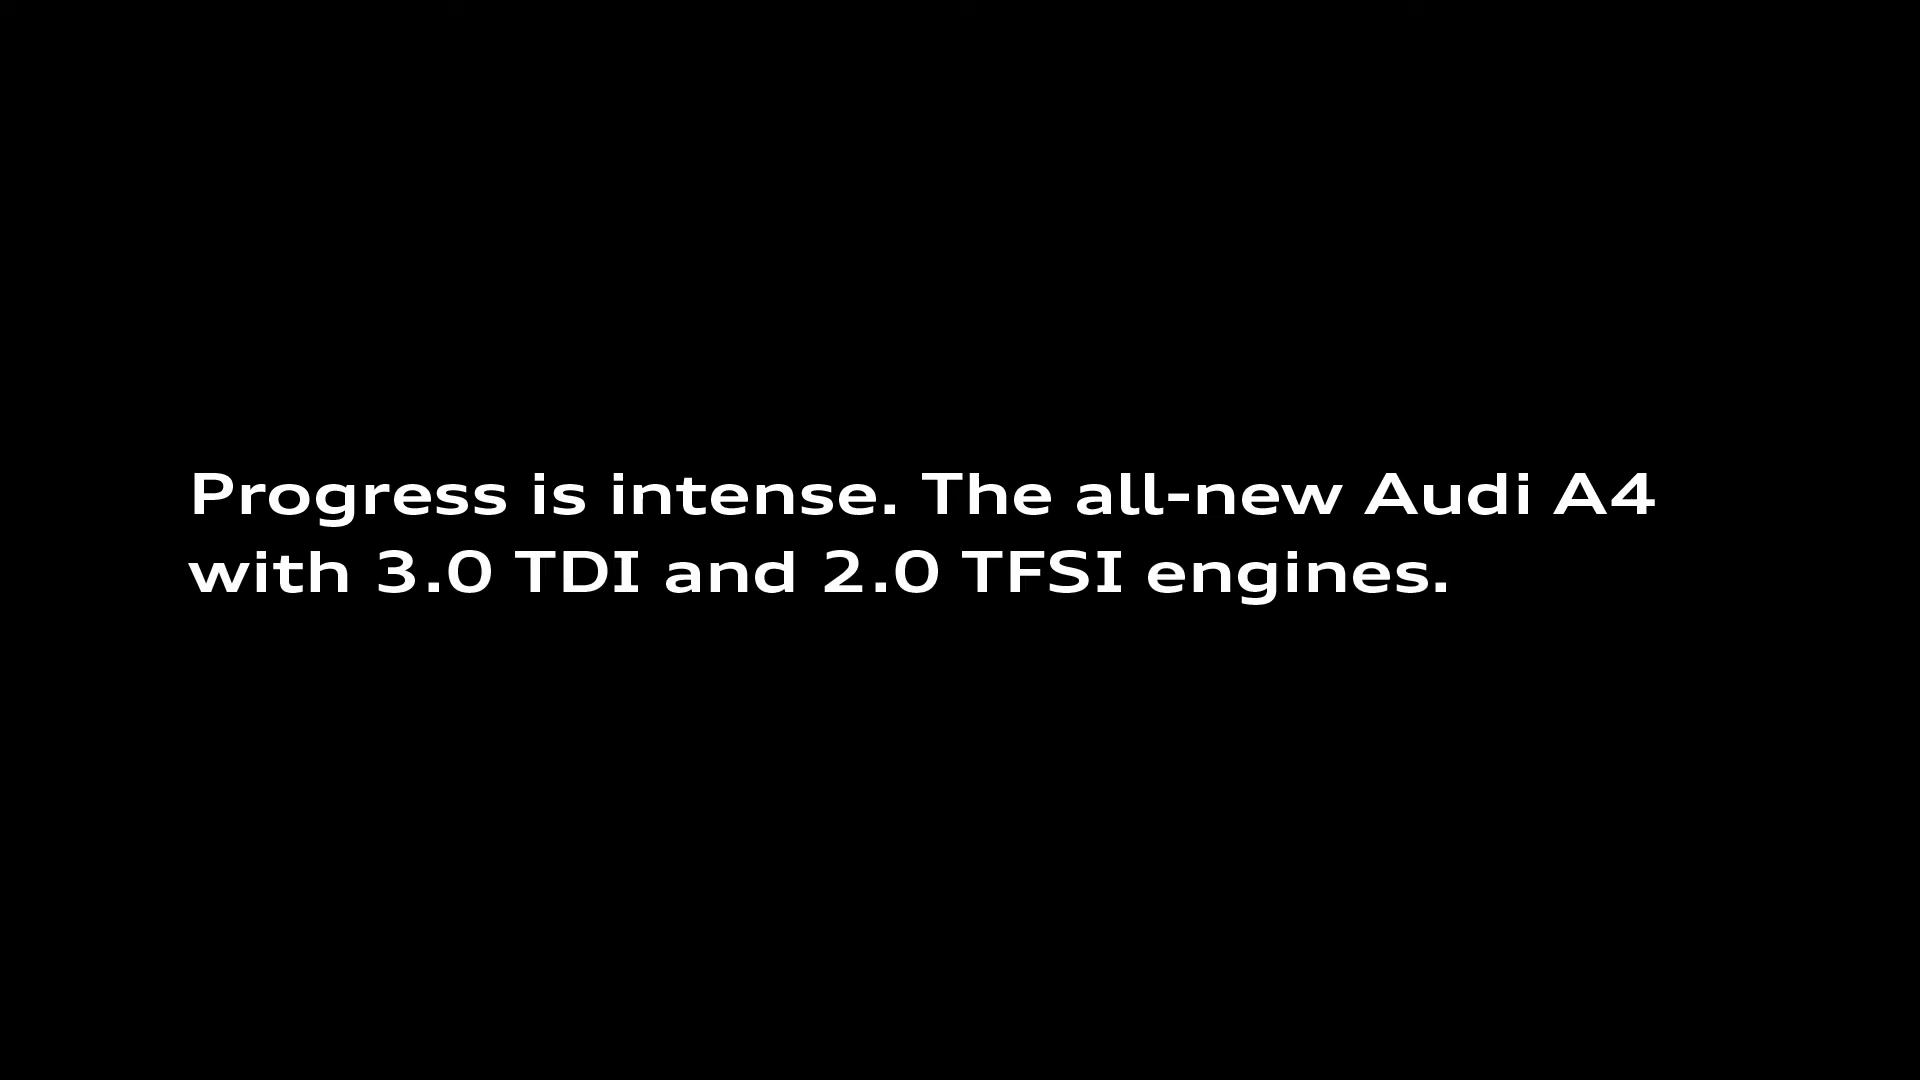 Progress is intense. The all-new Audi A4
with 3.0 TDI and 2.0 TFSI engines.